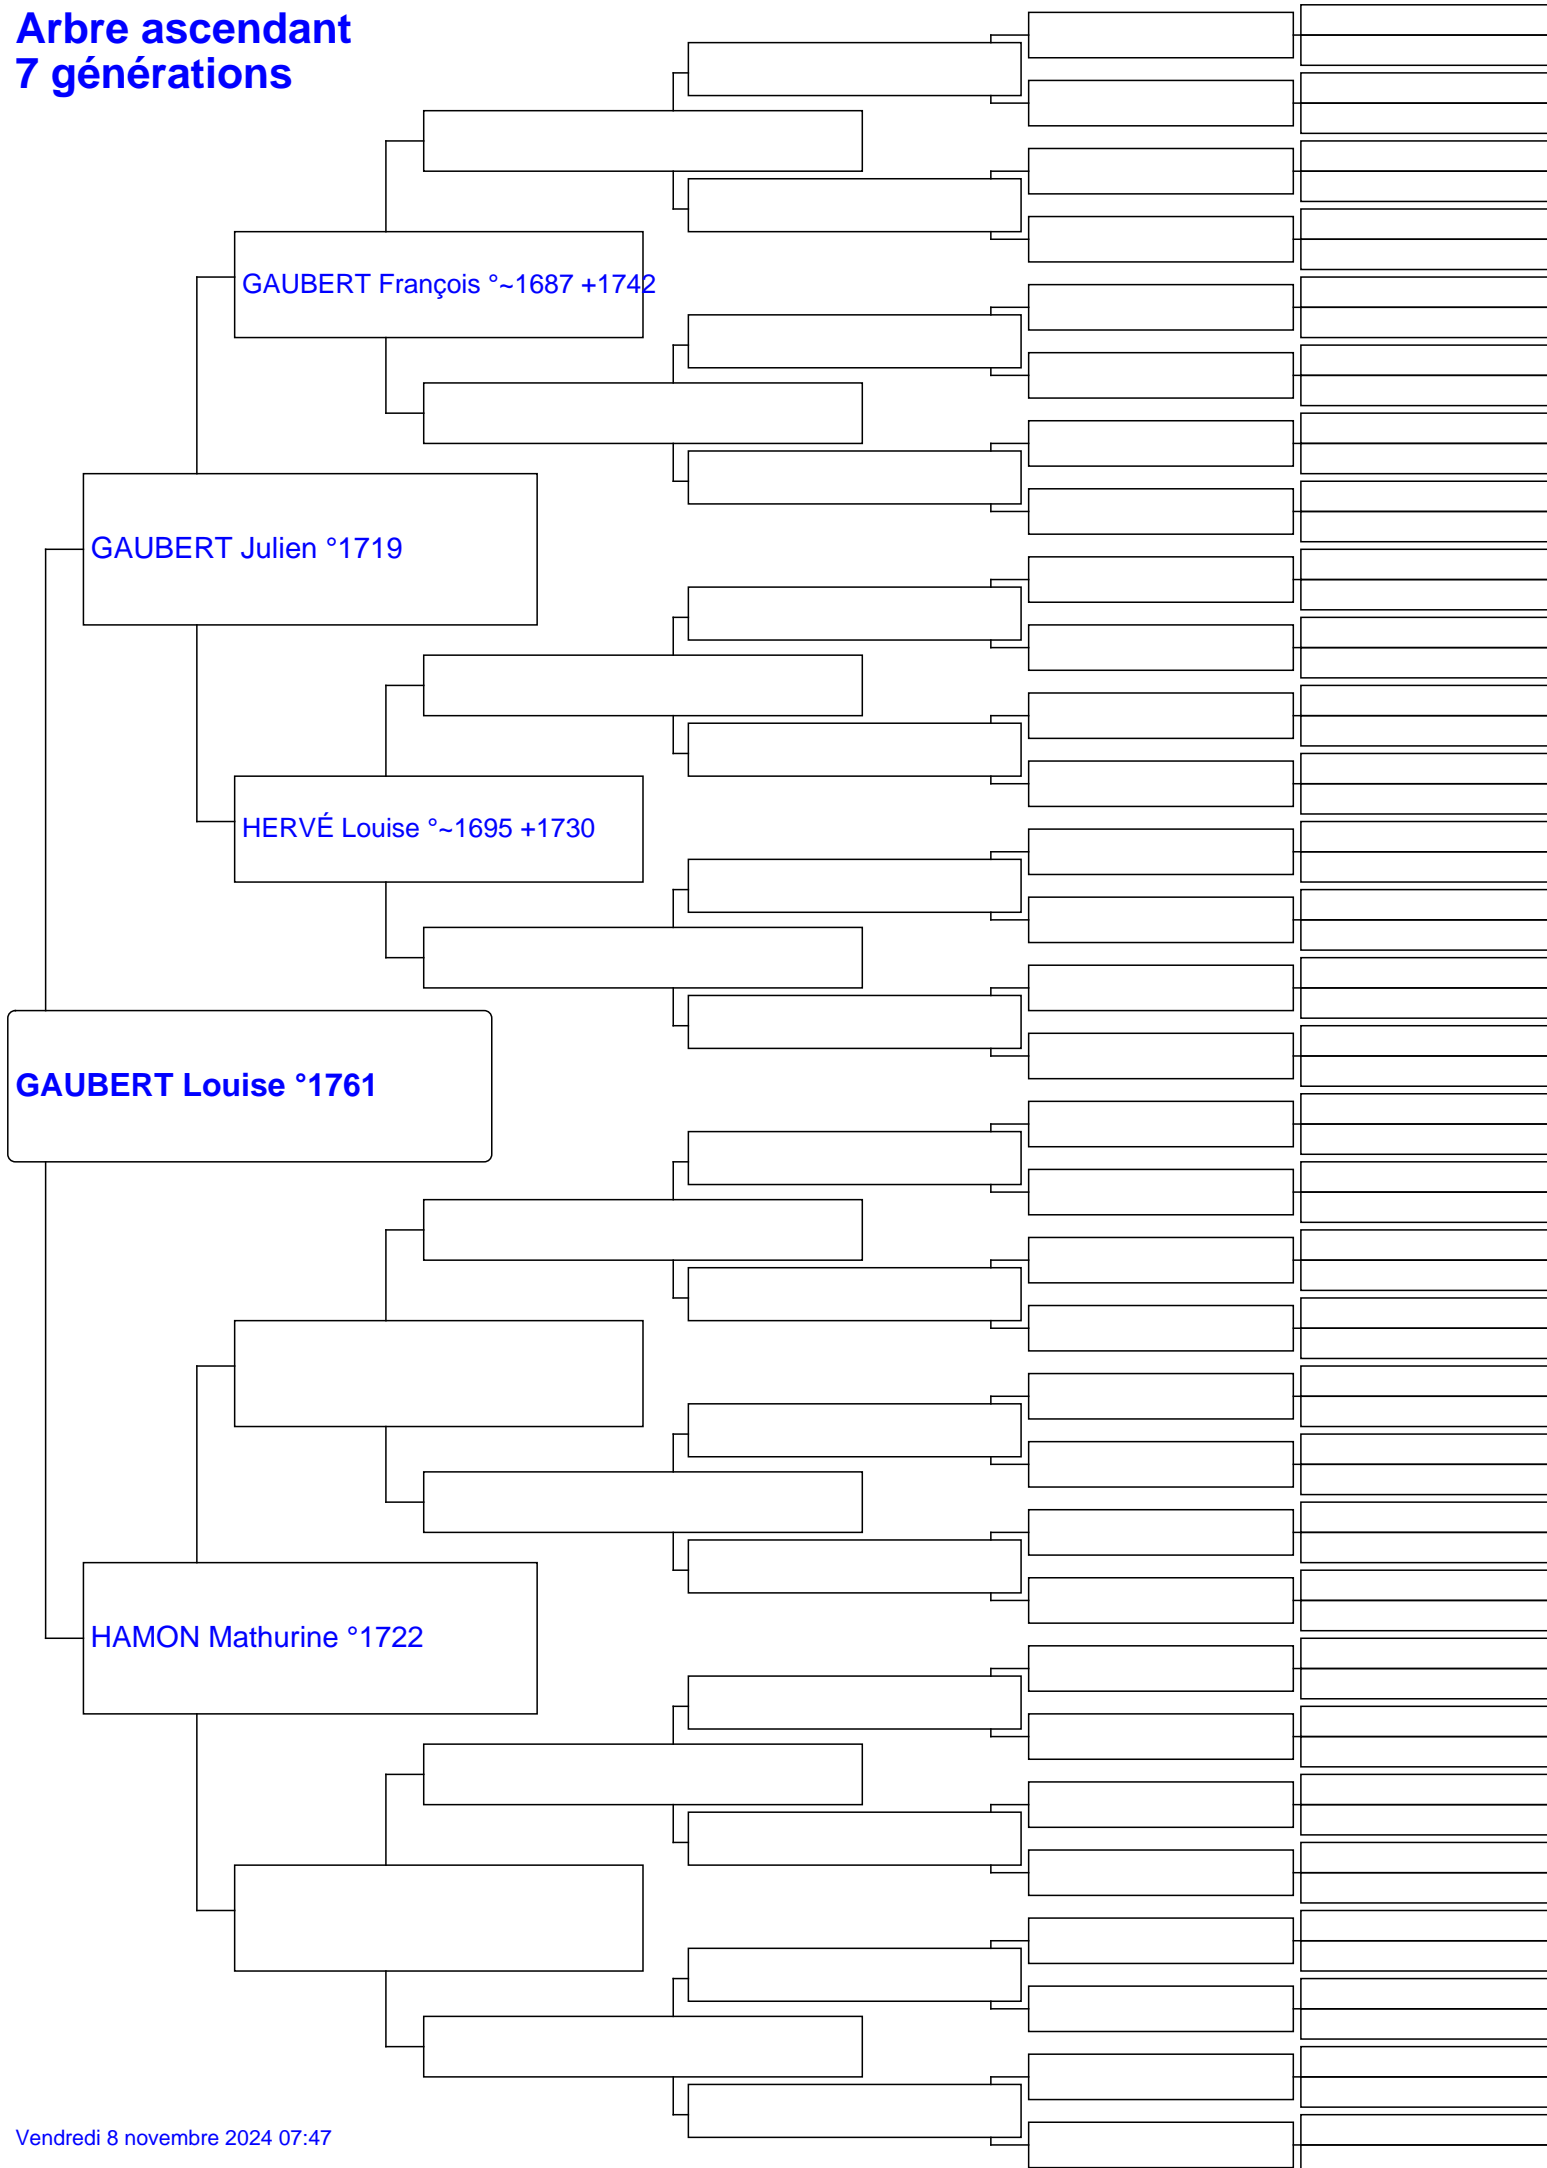 Arbre ascendant
7 générations
GAUBERT François °~1687 +1742
GAUBERT Julien °1719
HERVÉ Louise °~1695 +1730
GAUBERT Louise °1761
HAMON Mathurine °1722
Vendredi 8 novembre 2024 07:47